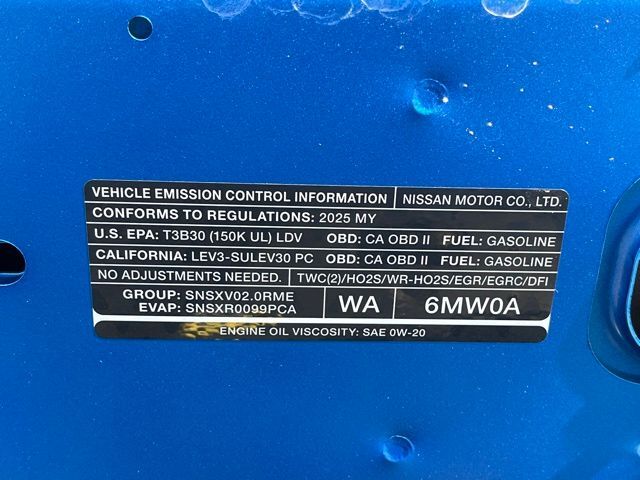 VEHICLE EMISSION CONTROL INFORMATION NISSAN MOTOR CO., LTD.
CONFORMS TO REGULATIONS: 2025 MY
U.S. EPA: T3B30 (150K UL) LDV OBD: CA OBD II FUEL: GASOLINE
CALIFORNIA: LEV3-SULEV30 PC OBD: CA OBD II FUEL: GASOLINE
NO ADJUSTMENTS NEEDED. TWC(2)/HO2S/WR-HO2S/EGR/EGRC/DFI
GROUP: SNSXV02.0RME
EVAP: SNSXR0099PCA
WA 6MW0A
ENGINE OIL VISCOSITY: SAE 0W-20